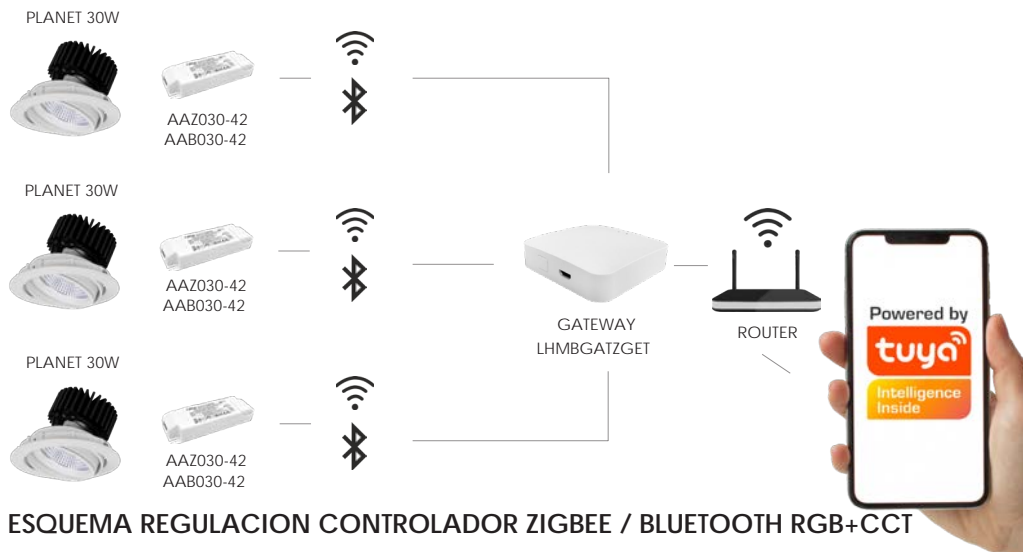 PLANET 30W
AAZ030-42
AAB030-42
PLANET 30W
AAZ030-42
AAB030-42
GATEWAY
LHMBGATZGET
ROUTER
Powered by
tuya
Intelligence
Inside
PLANET 30W
AAZ030-42
AAB030-42
ESQUEMA REGULACION CONTROLADOR ZIGBEE / BLUETOOTH RGB+CCT